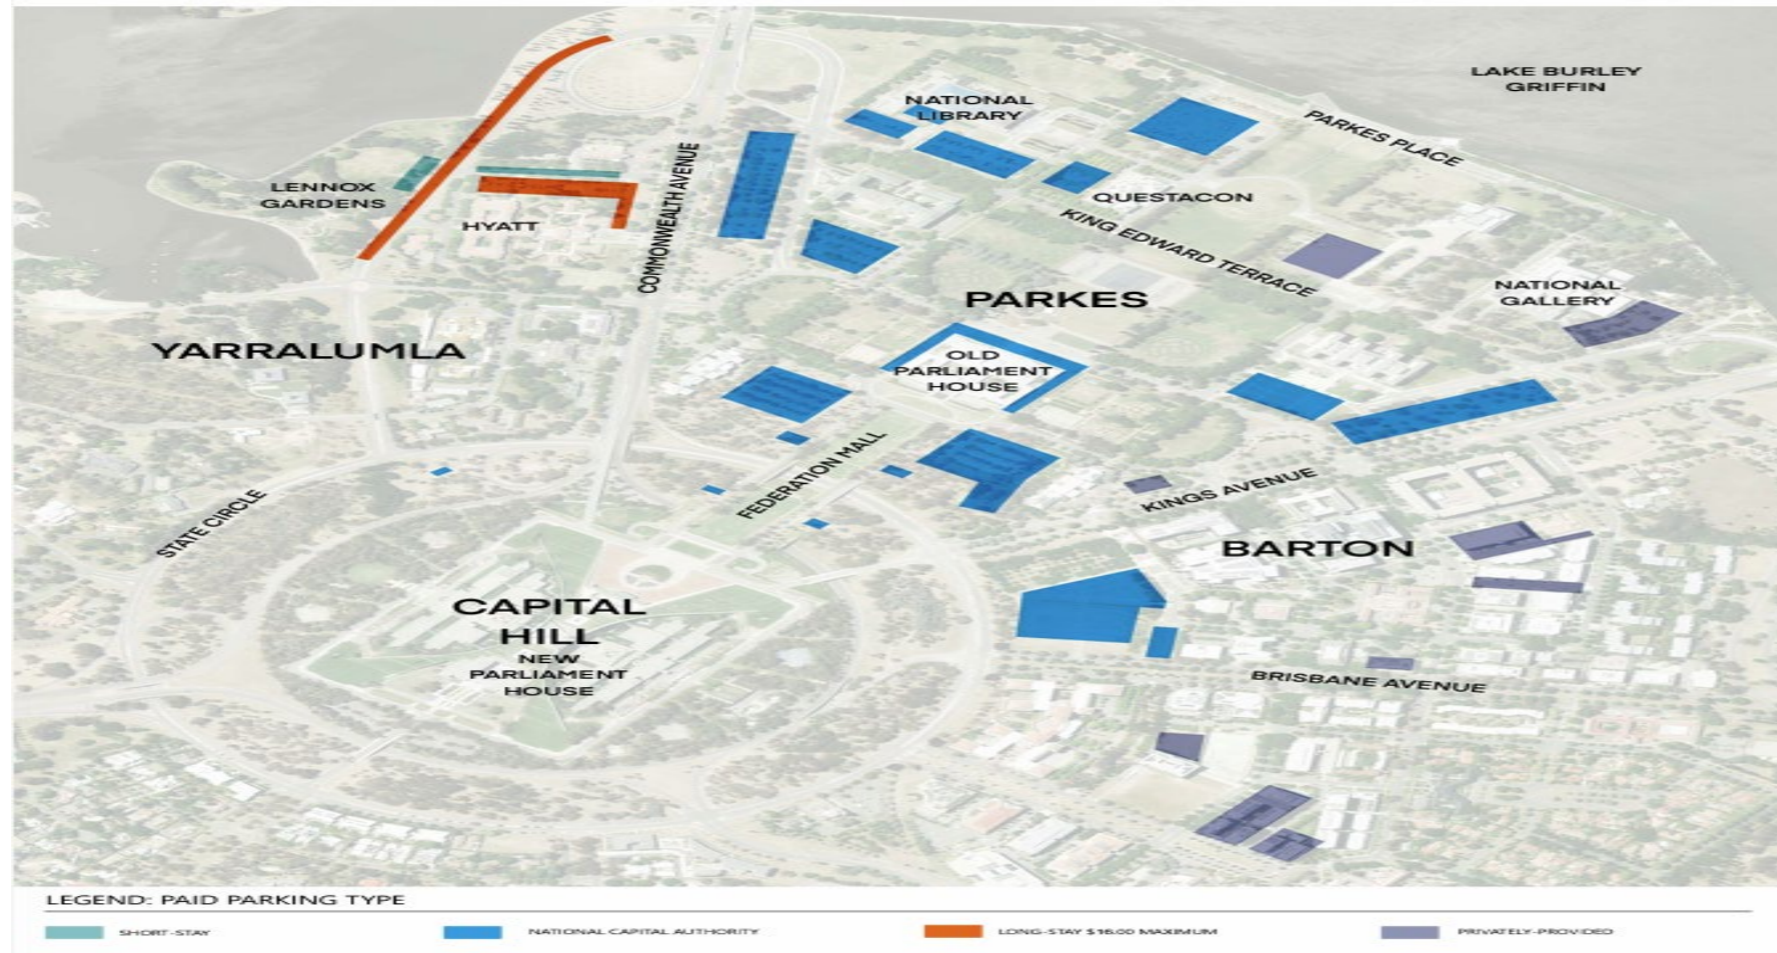 LAKE BURLEY
GRIFFIN
NATIONAL
LIBRARY
PARKES PLACE
COMMONWEALTH AVENUE
LENNOX
GARDENS
HYATT
QUESTACON
KING EDWARD TERRACE
NATIONAL
GALLERY
PARKES
YARRALUMLA
OLD
PARLIAMENT
HOUSE
FEDERATION MALL
STATE CIRCLE
KINGS AVENUE
BARTON
CAPITAL
HILL
NEW
PARLIAMENT
HOUSE
BRISBANE AVENUE
LEGEND: PAID PARKING TYPE
SHORT-STAY
NATIONAL CAPITAL AUTHORITY
LONG-STAY $16.00 MAXIMUM
PRIVATELY-PROVIDED